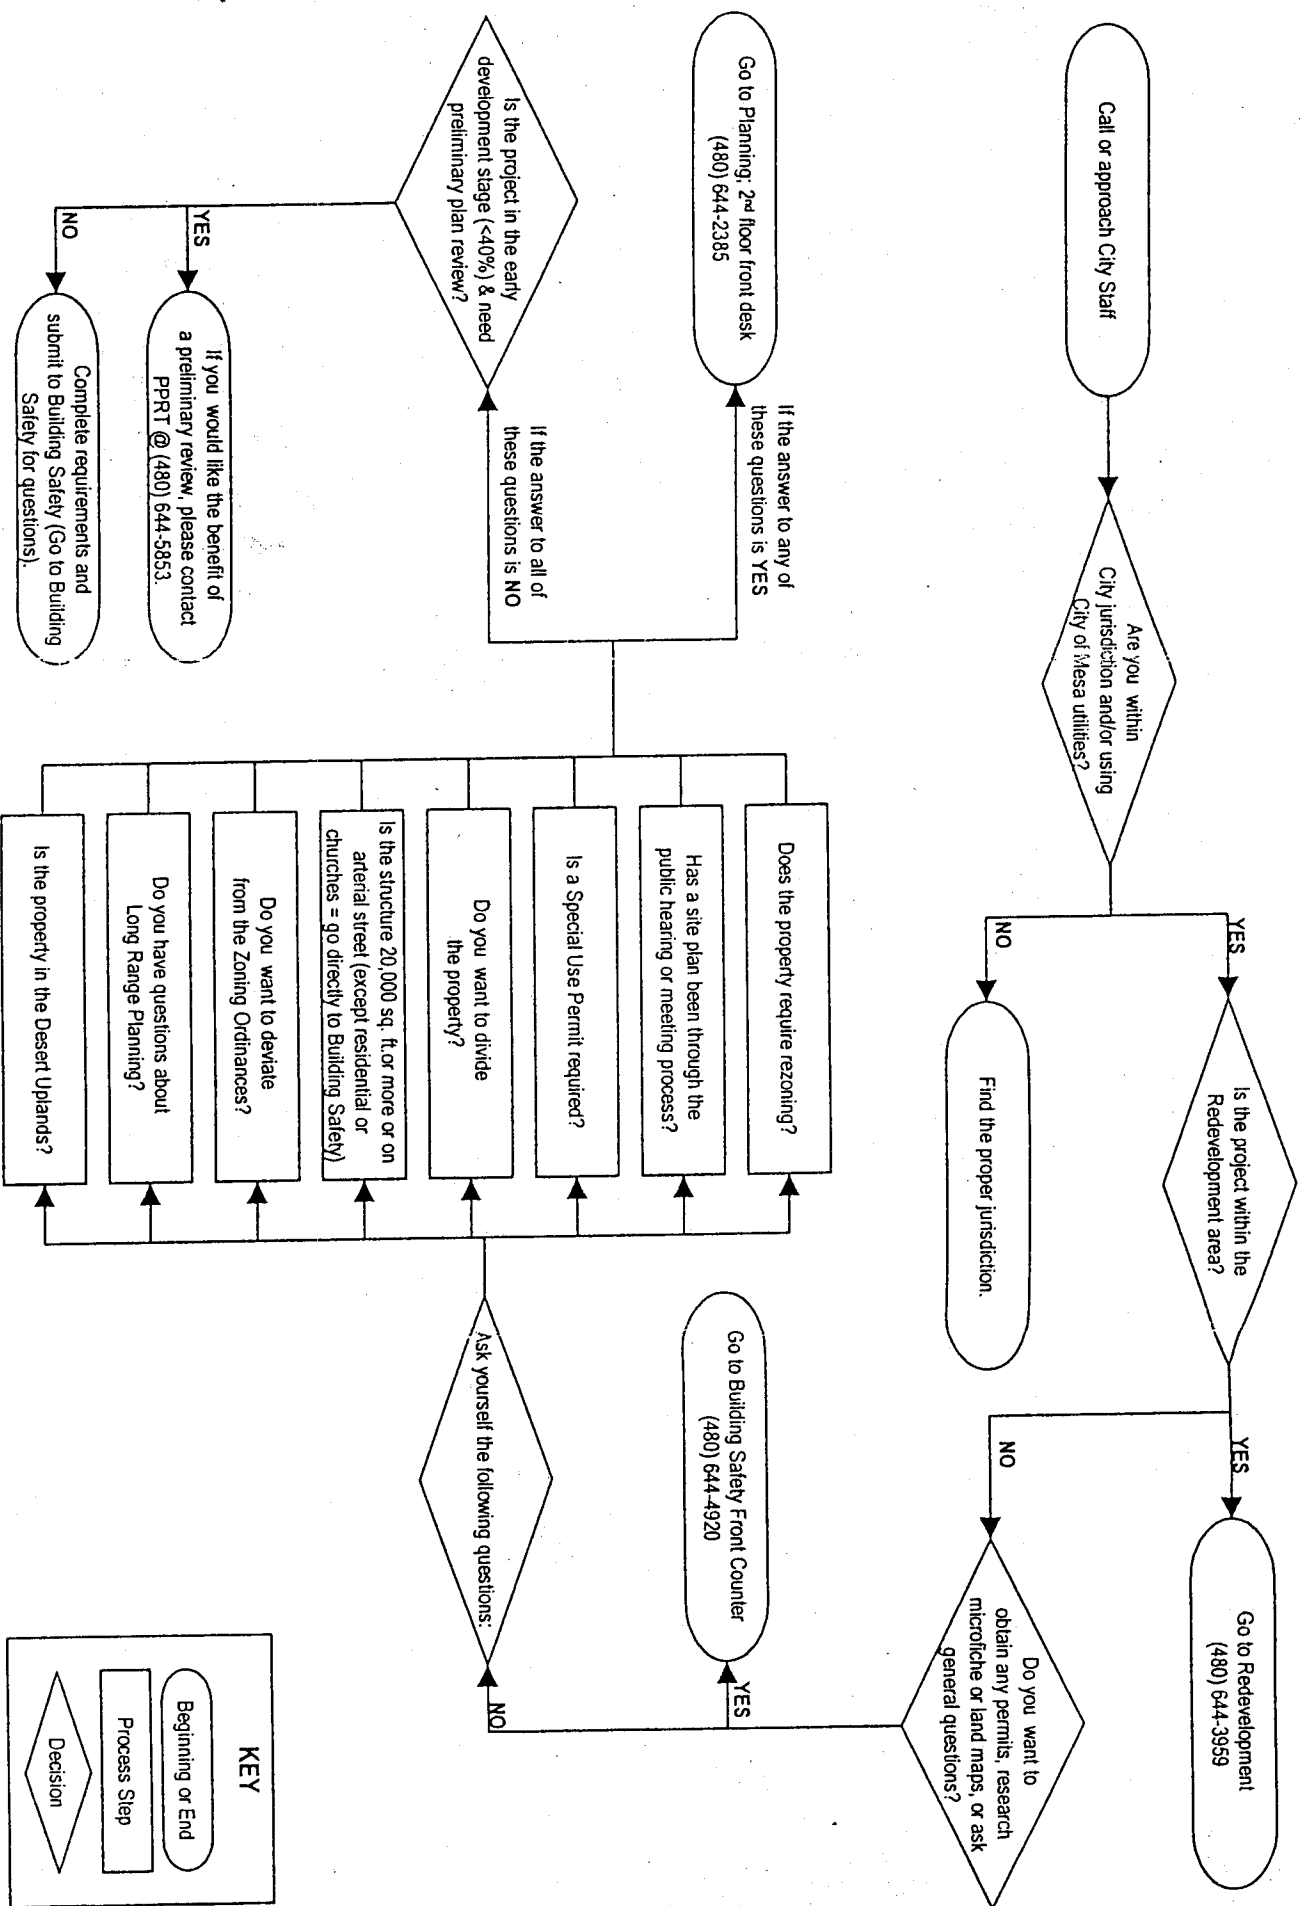 Call or approach City Staff
Are you within
City jurisdiction and/or using
City of Mesa utilities?
YES
NO
Is the project within the
Redevelopment area?
Find the proper jurisdiction.
YES
NO
Go to Redevelopment
(480) 644-3959
Do you want to
obtain any permits, research
microfiche or land maps, or ask
general questions?
YES
NO
Go to Building Safety Front Counter
(480) 644-4920
Ask yourself the following questions:
Does the property require rezoning?
Has a site plan been through the
public hearing or meeting process?
Is a Special Use Permit required?
Do you want to divide
the property?
Is the structure 20,000 sq. ft.or more or on
arterial street (except residential or
churches = go directly to Building Safety)
Do you want to deviate
from the Zoning Ordinances?
Do you have questions about
Long Range Planning?
Is the property in the Desert Uplands?
If the answer to any of
these questions is YES
Go to Planning; 2nd floor front desk
(480) 644-2385
If the answer to all of
these questions is NO
Is the project in the early
development stage (<40%) & need
preliminary plan review?
YES
NO
If you would like the benefit of
a preliminary review, please contact
PPRT @ (480) 644-5853.
Complete requirements and
submit to Building Safety (Go to Building
Safety for questions).
KEY
Beginning or End
Process Step
Decision